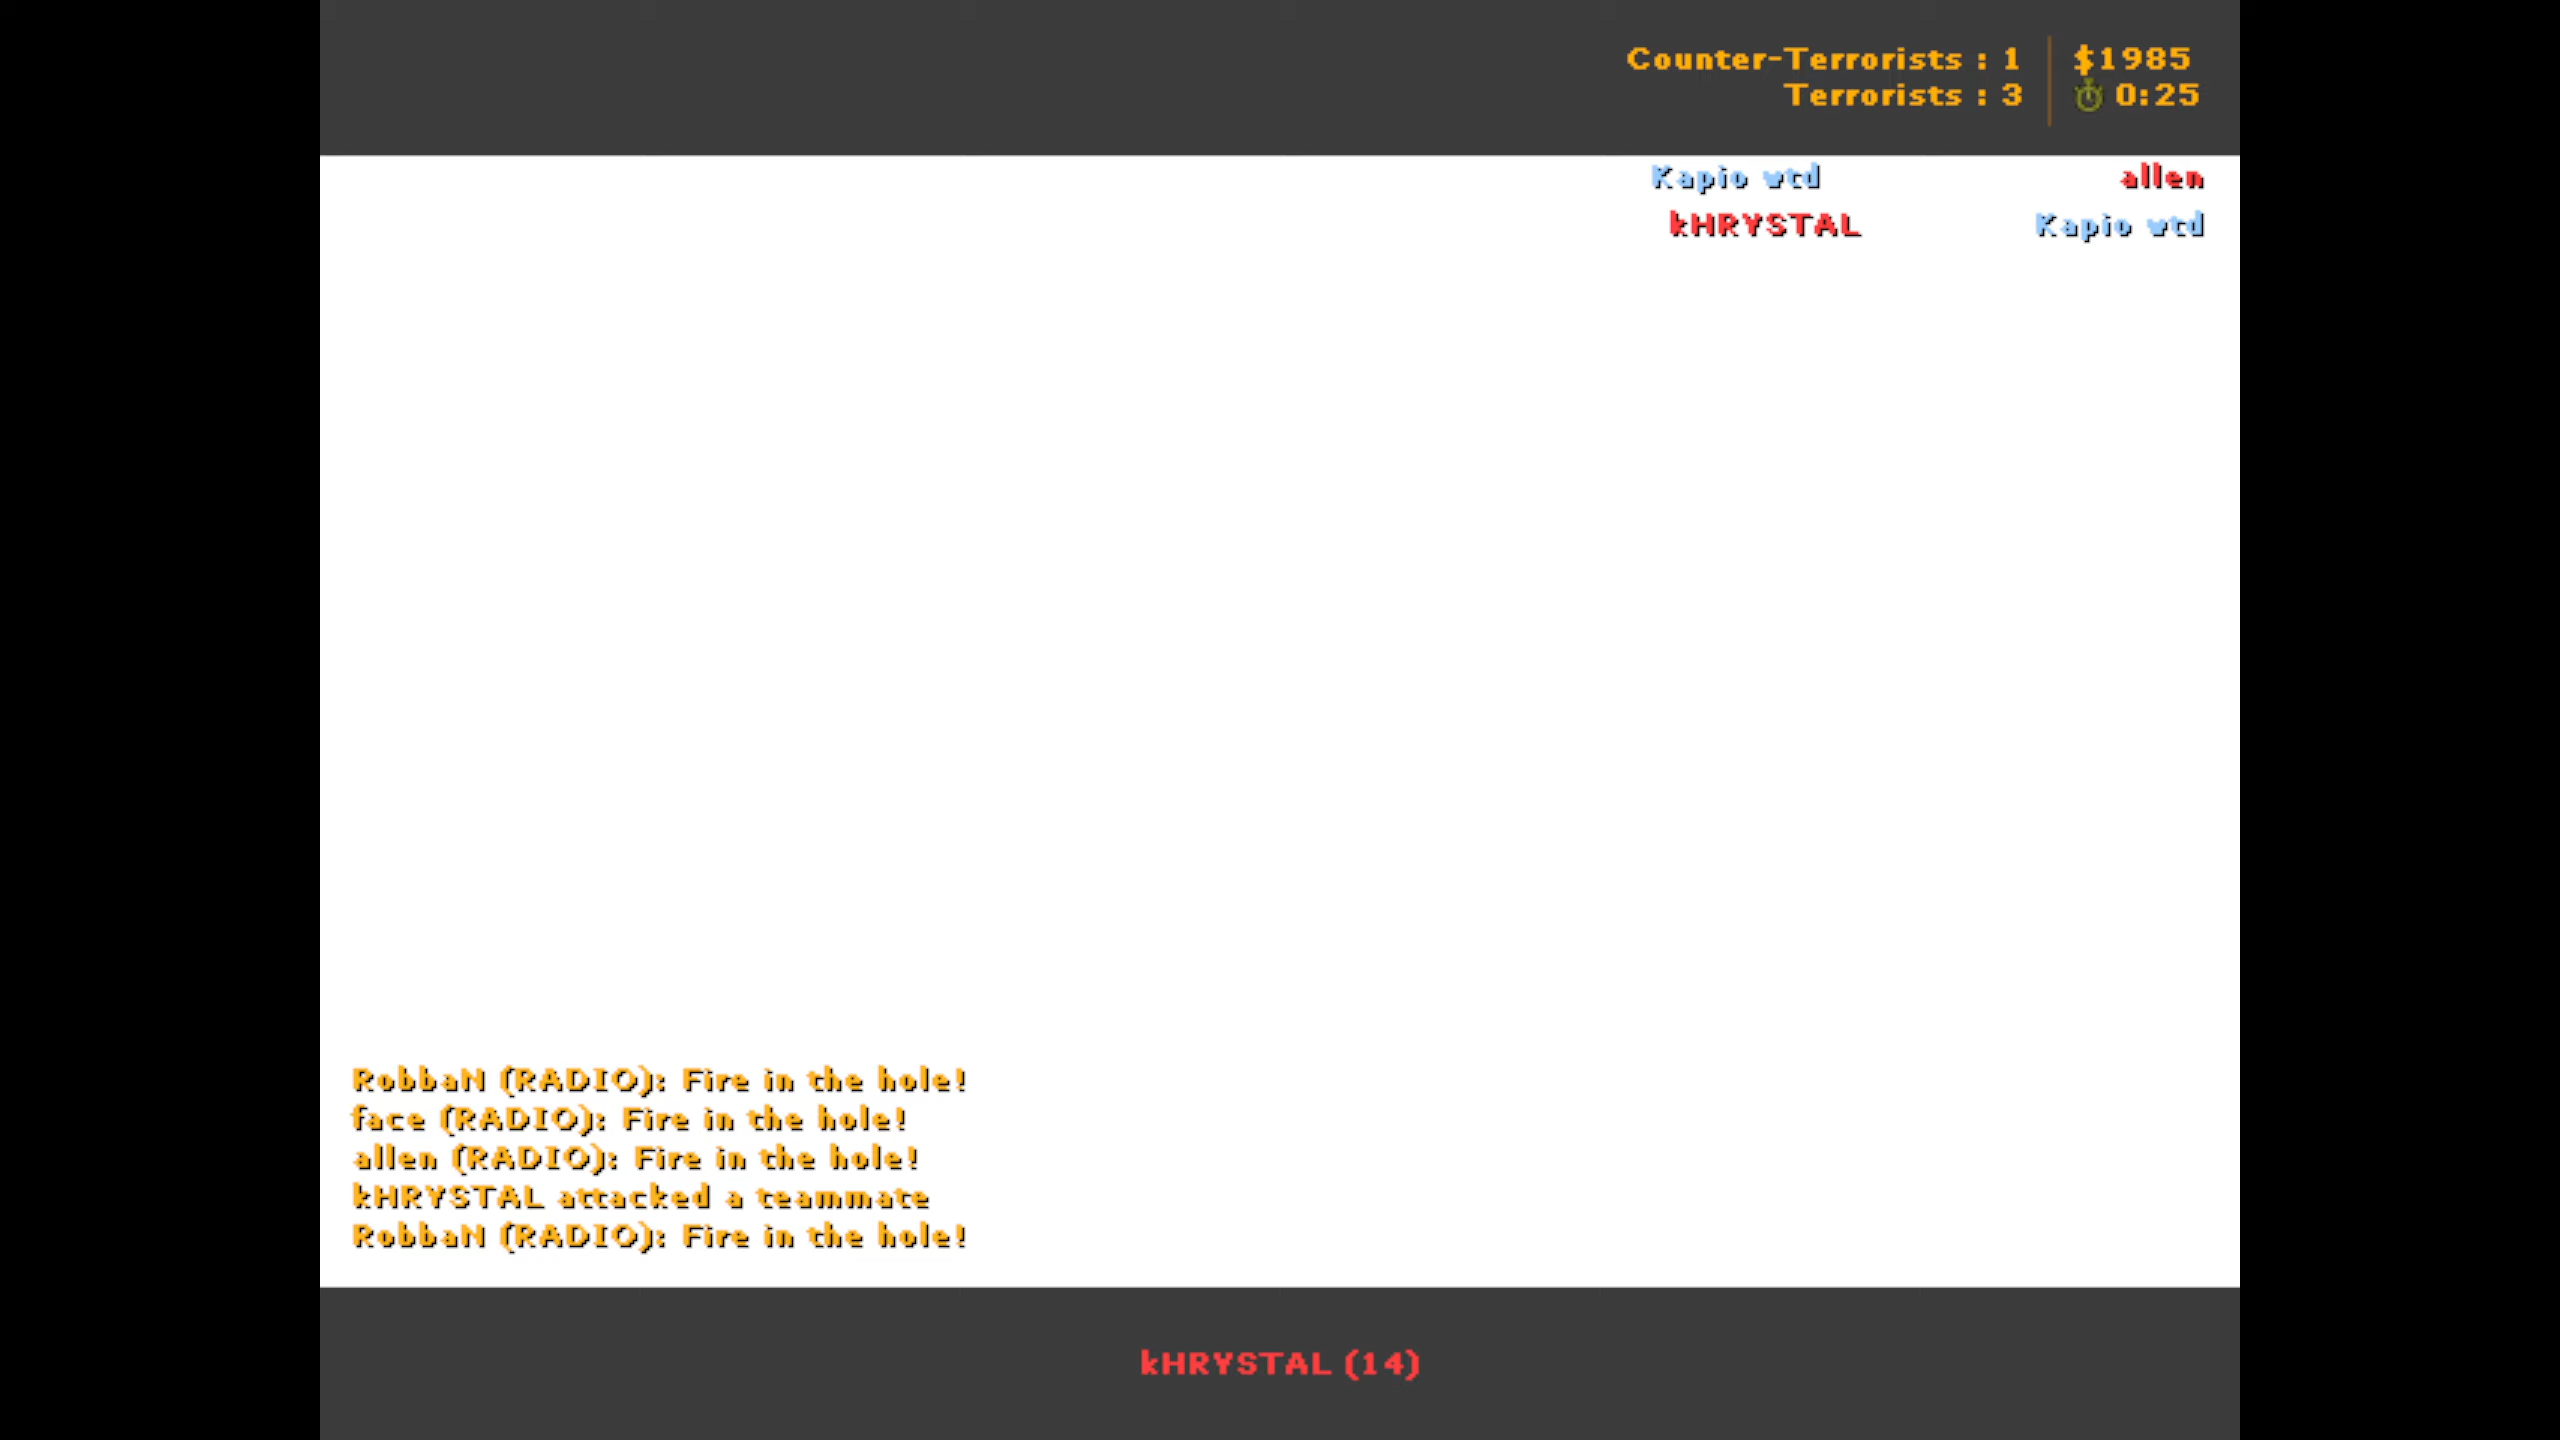 Counter-Terrorists : 1 $1985
Terrorists : 3 0:25
Kapio wtd allen
kHRYSTAL Kapio wtd
RobbaN (RADIO): Fire in the hole!
face (RADIO): Fire in the hole!
allen (RADIO): Fire in the hole!
kHRYSTAL attacked a teammate
RobbaN (RADIO): Fire in the hole!
kHRYSTAL (14)